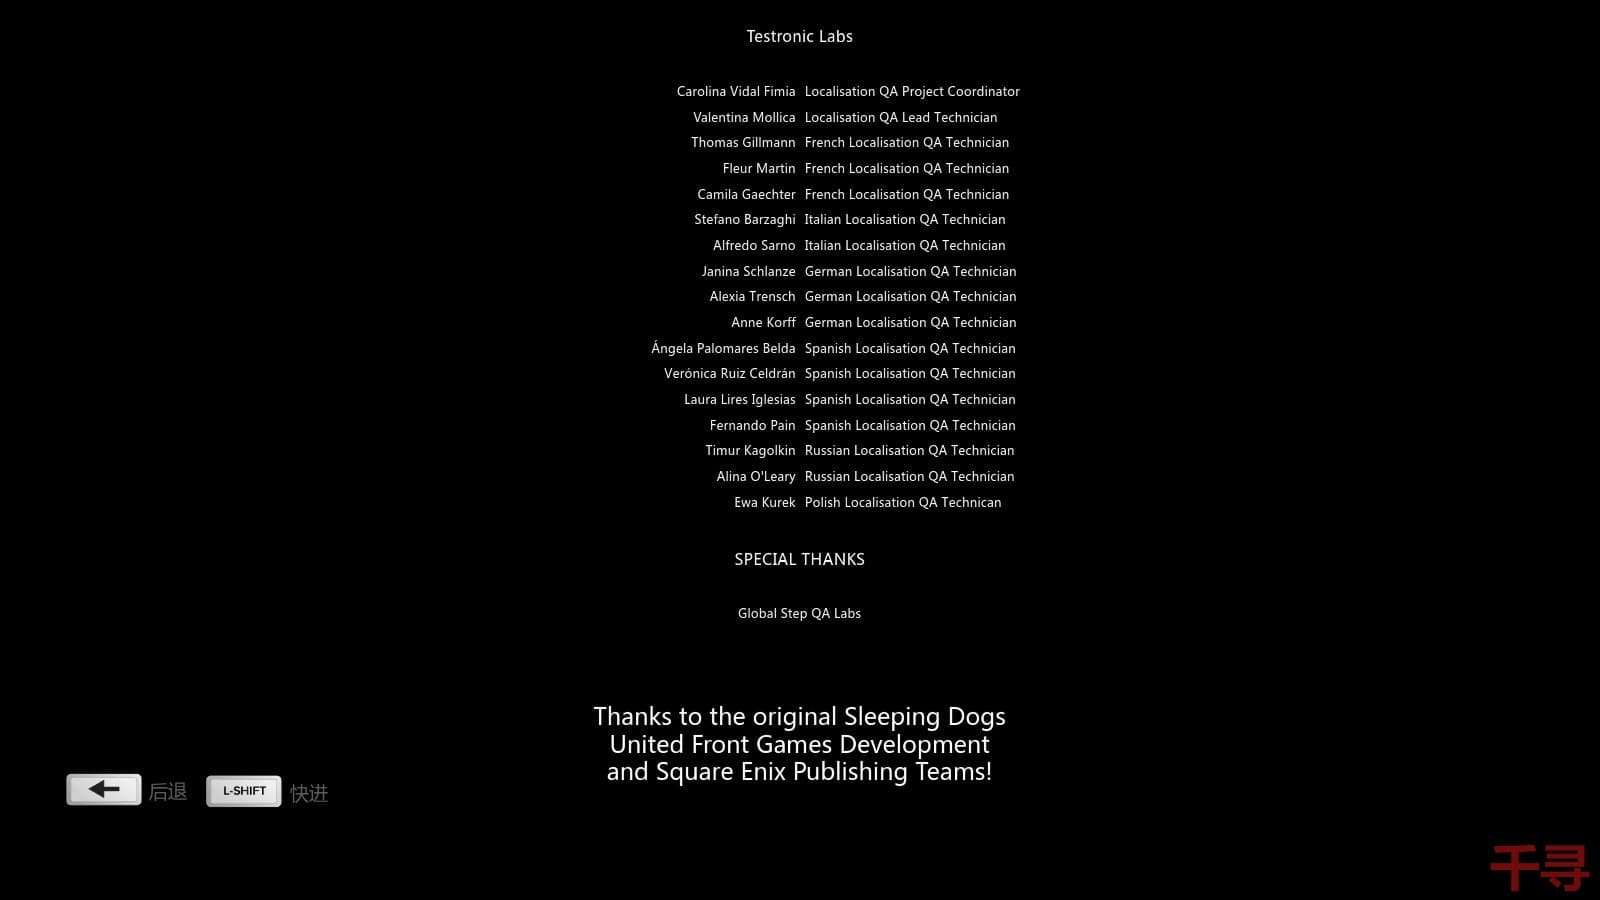 Testronic Labs
Carolina Vidal Fimia Localisation QA Project Coordinator
Valentina Mollica Localisation QA Lead Technician
Thomas Gillmann French Localisation QA Technician
Fleur Martin French Localisation QA Technician
Camila Gaechter French Localisation QA Technician
Stefano Barzaghi Italian Localisation QA Technician
Alfredo Sarno Italian Localisation QA Technician
Janina Schlanze German Localisation QA Technician
Alexia Trensch German Localisation QA Technician
Anne Korff German Localisation QA Technician
Ángela Palomares Belda Spanish Localisation QA Technician
Verónica Ruiz Celdrán Spanish Localisation QA Technician
Laura Lires Iglesias Spanish Localisation QA Technician
Fernando Pain Spanish Localisation QA Technician
Timur Kagolkin Russian Localisation QA Technician
Alina O'Leary Russian Localisation QA Technician
Ewa Kurek Polish Localisation QA Technican
SPECIAL THANKS
Global Step QA Labs
Thanks to the original Sleeping Dogs
United Front Games Development
and Square Enix Publishing Teams!
后退 L-SHIFT 快进
千寻